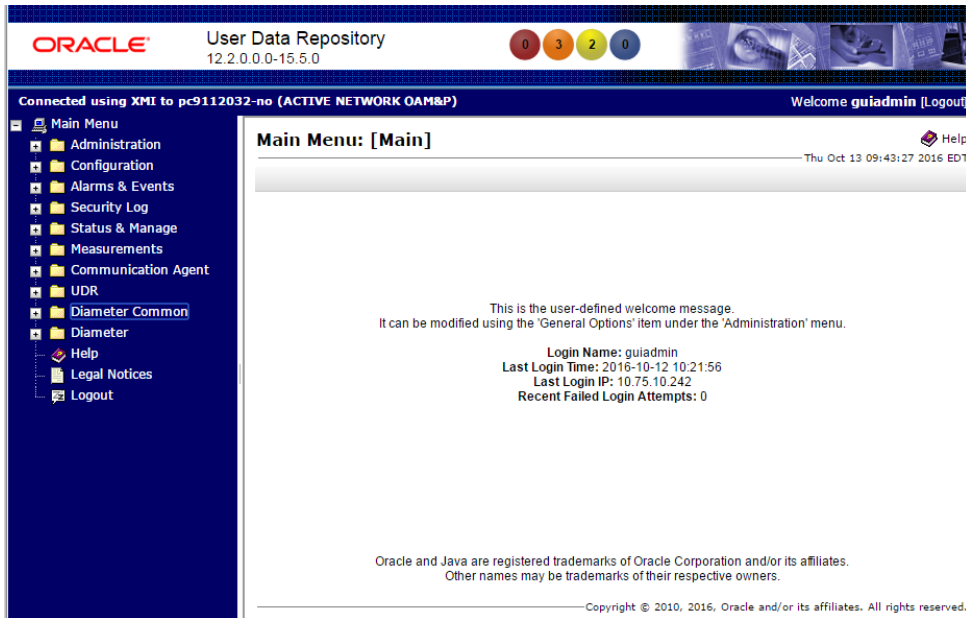 ORACLE®
User Data Repository
12.2.0.0.0-15.5.0
0 3 2 0
Connected using XMI to pc9112032-no (ACTIVE NETWORK OAM&P)
Welcome guiadmin [Logout]
Main Menu
Administration
Configuration
Alarms & Events
Security Log
Status & Manage
Measurements
Communication Agent
UDR
Diameter Common
Diameter
Help
Legal Notices
Logout
Main Menu: [Main]
Help
Thu Oct 13 09:43:27 2016 EDT
This is the user-defined welcome message.
It can be modified using the 'General Options' item under the 'Administration' menu.
Login Name: guiadmin
Last Login Time: 2016-10-12 10:21:56
Last Login IP: 10.75.10.242
Recent Failed Login Attempts: 0
Oracle and Java are registered trademarks of Oracle Corporation and/or its affiliates.
Other names may be trademarks of their respective owners.
Copyright © 2010, 2016, Oracle and/or its affiliates. All rights reserved.